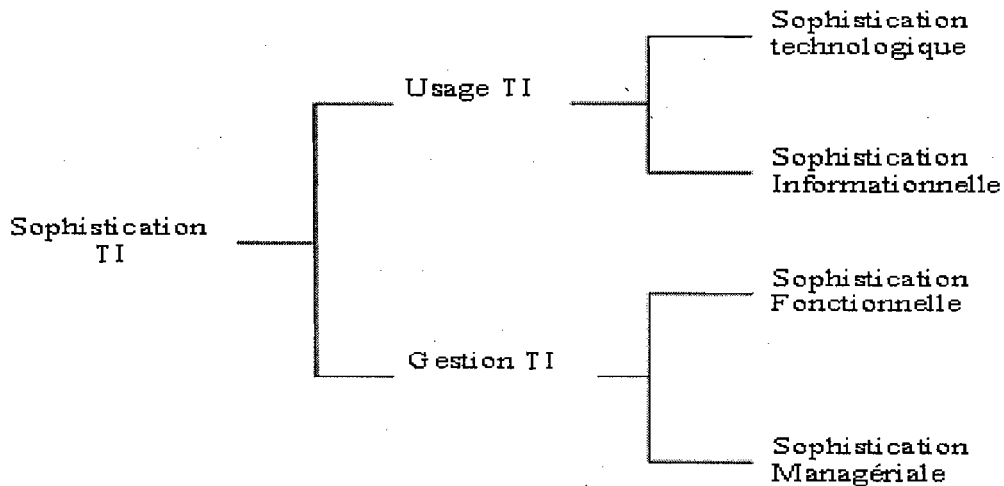 Sophistication
technologique
Usage TI
Sophistication
Informationnelle
Sophistication
TI
Sophistication
Fonctionnelle
Gestion TI
Sophistication
Managériale